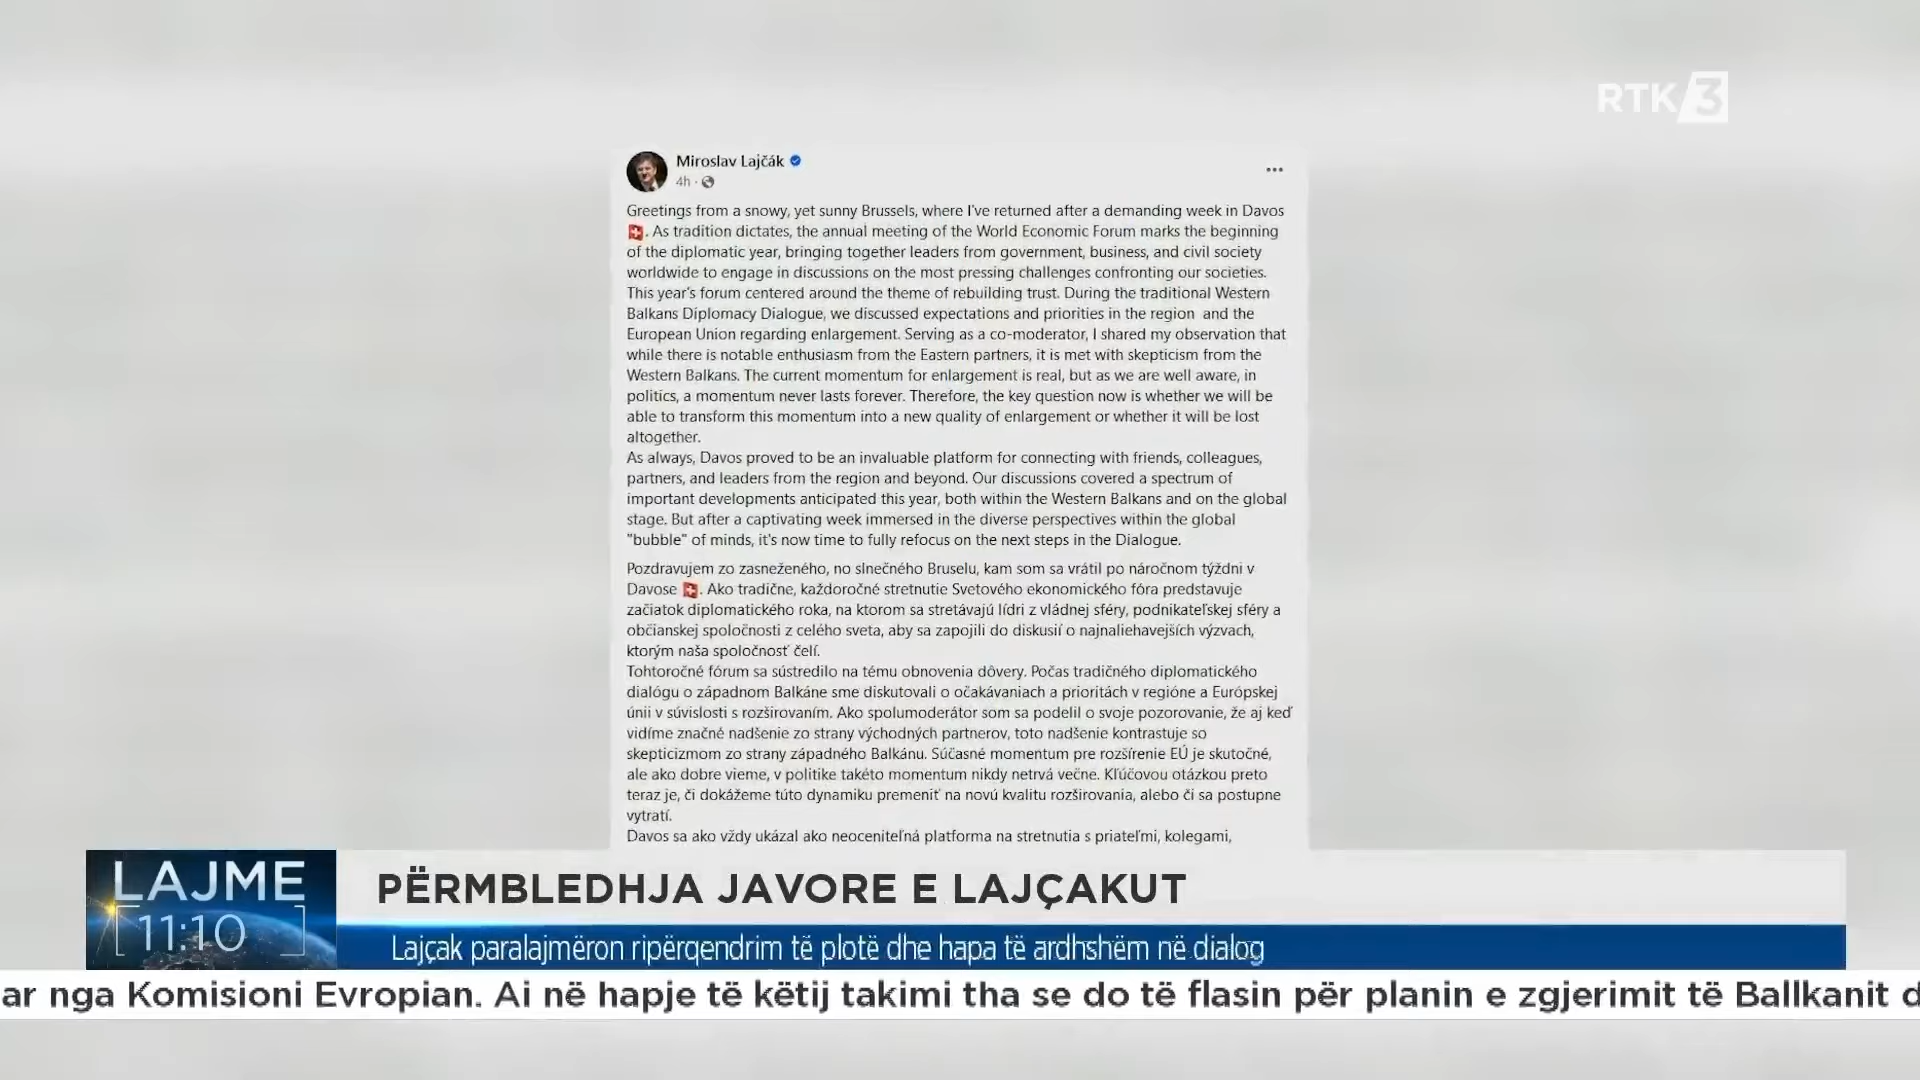 RTK 3
Miroslav Lajčák
4h ·
Greetings from a snowy, yet sunny Brussels, where I've returned after a demanding week in Davos
. As tradition dictates, the annual meeting of the World Economic Forum marks the beginning
of the diplomatic year, bringing together leaders from government, business, and civil society
worldwide to engage in discussions on the most pressing challenges confronting our societies.
This year's forum centered around the theme of rebuilding trust. During the traditional Western
Balkans Diplomacy Dialogue, we discussed expectations and priorities in the region and the
European Union regarding enlargement. Serving as a co-moderator, I shared my observation that
while there is notable enthusiasm from the Eastern partners, it is met with skepticism from the
Western Balkans. The current momentum for enlargement is real, but as we are well aware, in
politics, a momentum never lasts forever. Therefore, the key question now is whether we will be
able to transform this momentum into a new quality of enlargement or whether it will be lost
altogether.
As always, Davos proved to be an invaluable platform for connecting with friends, colleagues,
partners, and leaders from the region and beyond. Our discussions covered a spectrum of
important developments anticipated this year, both within the Western Balkans and on the global
stage. But after a captivating week immersed in the diverse perspectives within the global
"bubble" of minds, it's now time to fully refocus on the next steps in the Dialogue.
Pozdravujem zo zasneženého, no slnečného Bruselu, kam som sa vrátil po náročnom týždni v
Davose . Ako tradične, každoročné stretnutie Svetového ekonomického fóra predstavuje
začiatok diplomatického roka, na ktorom sa stretávajú lídri z vládnej sféry, podnikateľskej sféry a
občianskej spoločnosti z celého sveta, aby sa zapojili do diskusií o najnaliehavejších výzvach,
ktorým naša spoločnosť čelí.
Tohtoročné fórum sa sústredilo na tému obnovenia dôvery. Počas tradičného diplomatického
dialógu o západnom Balkáne sme diskutovali o očakávaniach a prioritách v regióne a Európskej
únii v súvislosti s rozširovaním. Ako spolumoderátor som sa podelil o svoje pozorovanie, že aj keď
vidíme značné nadšenie zo strany východných partnerov, toto nadšenie kontrastuje so
skepticizmom zo strany západného Balkánu. Súčasné momentum pre rozšírenie EÚ je skutočné,
ale ako dobre vieme, v politike takéto momentum nikdy netrvá večne. Kľúčovou otázkou preto
teraz je, či dokážeme túto dynamiku premeniť na novú kvalitu rozširovania, alebo či sa postupne
vytratí.
Davos sa ako vždy ukázal ako neoceniteľná platforma na stretnutia s priateľmi, kolegami,
LAJME
11:10
PËRMBLEDHJA JAVORE E LAJÇAKUT
Lajçak paralajmëron ripërqendrim të plotë dhe hapa të ardhshëm në dialog
ar nga Komisioni Evropian. Ai në hapje të këtij takimi tha se do të flasin për planin e zgjerimit të Ballkanit d